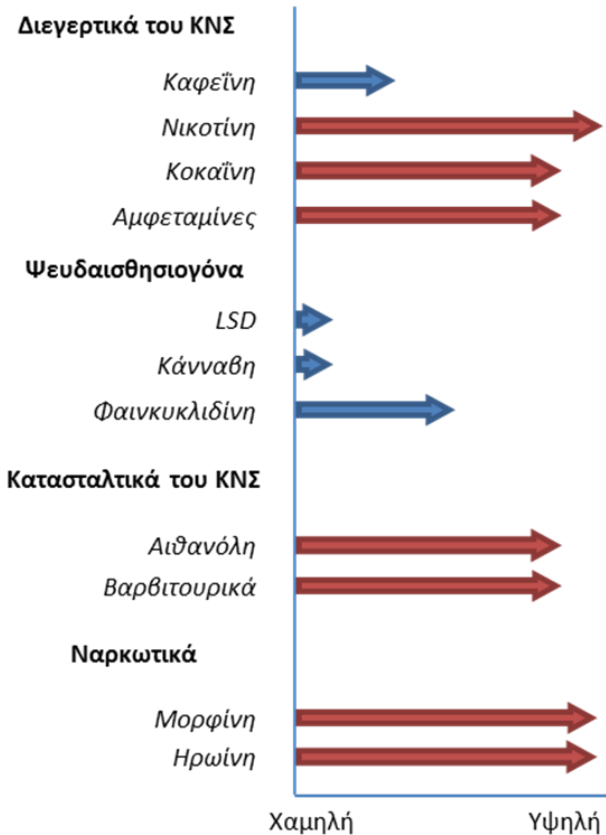 Διεγερτικά του ΚΝΣ
Καφεΐνη
Νικοτίνη
Κοκαΐνη
Αμφεταμίνες
Ψευδαισθησιογόνα
LSD
Κάνναβη
Φαινκυκλιδίνη
Κατασταλτικά του ΚΝΣ
Αιθανόλη
Βαρβιτουρικά
Ναρκωτικά
Μορφίνη
Ηρωίνη
Χαμηλή Υψηλή